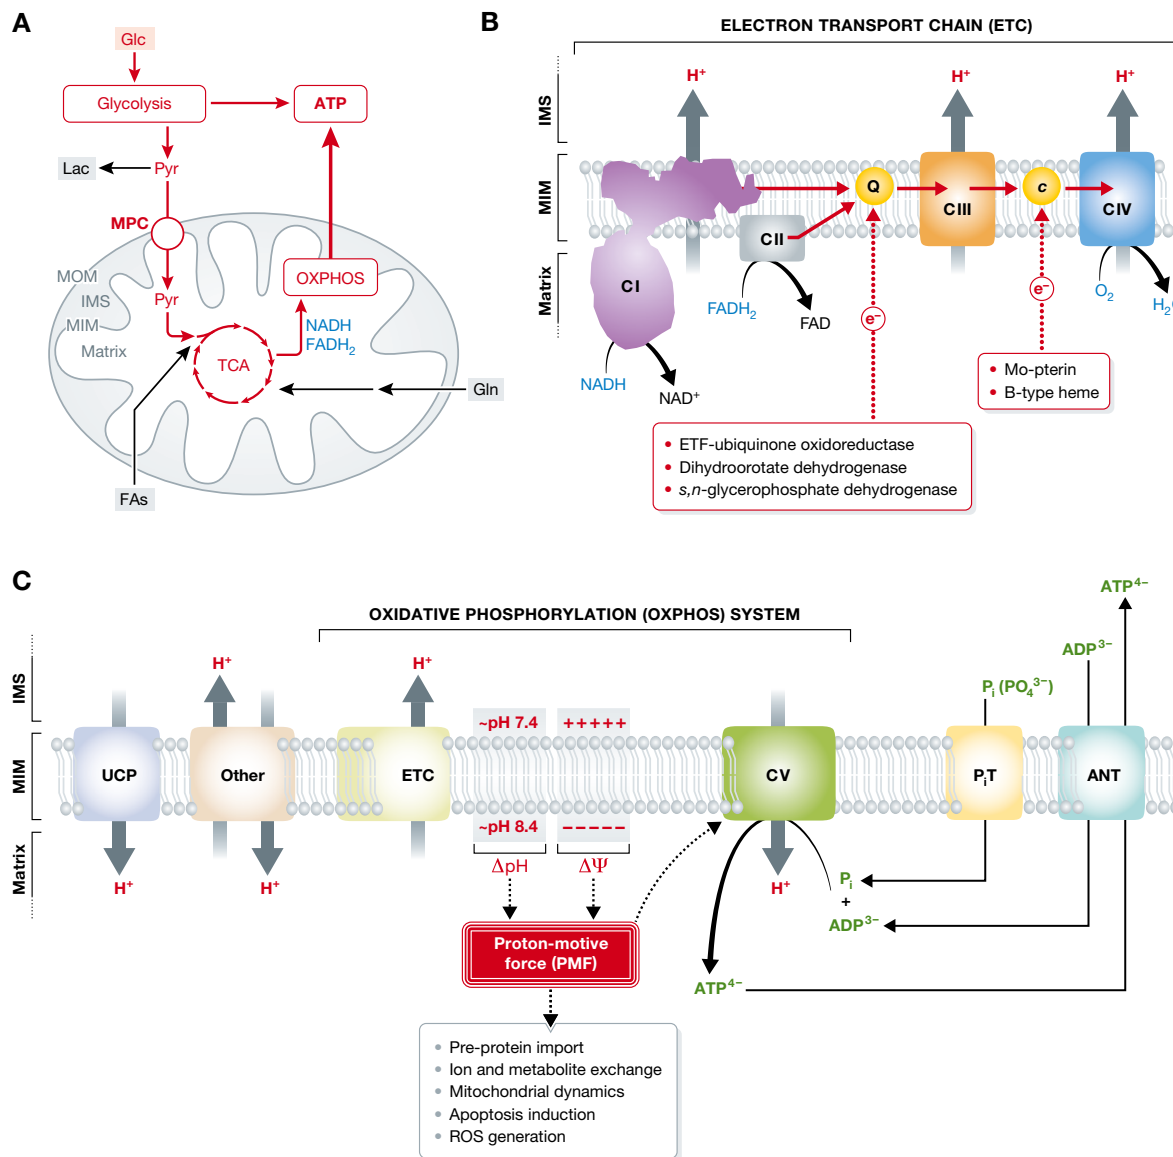 A
Glc
Glycolysis
ATP
Lac
Pyr
MPC
MOM
IMS
MIM
Matrix
Pyr
OXPHOS
NADH
FADH₂
TCA
Gln
FAs
B
ELECTRON TRANSPORT CHAIN (ETC)
IMS
MIM
Matrix
H⁺
H⁺
H⁺
Q
c
CI
CII
CIII
CIV
FADH₂
FAD
NADH
NAD⁺
e⁻
e⁻
O₂
H₂
• Mo-pterin
• B-type heme
• ETF-ubiquinone oxidoreductase
• Dihydroorotate dehydrogenase
• s,n-glycerophosphate dehydrogenase
C
OXIDATIVE PHOSPHORYLATION (OXPHOS) SYSTEM
IMS
MIM
Matrix
H⁺
H⁺
ATP⁴⁻
ADP³⁻
Pᵢ (PO₄³⁻)
~pH 7.4
+++++
UCP
Other
ETC
CV
PᵢT
ANT
~pH 8.4
−−−−−
H⁺
H⁺
ΔpH
ΔΨ
H⁺
Pᵢ
+
ADP³⁻
Proton-motive
force (PMF)
ATP⁴⁻
• Pre-protein import
• Ion and metabolite exchange
• Mitochondrial dynamics
• Apoptosis induction
• ROS generation